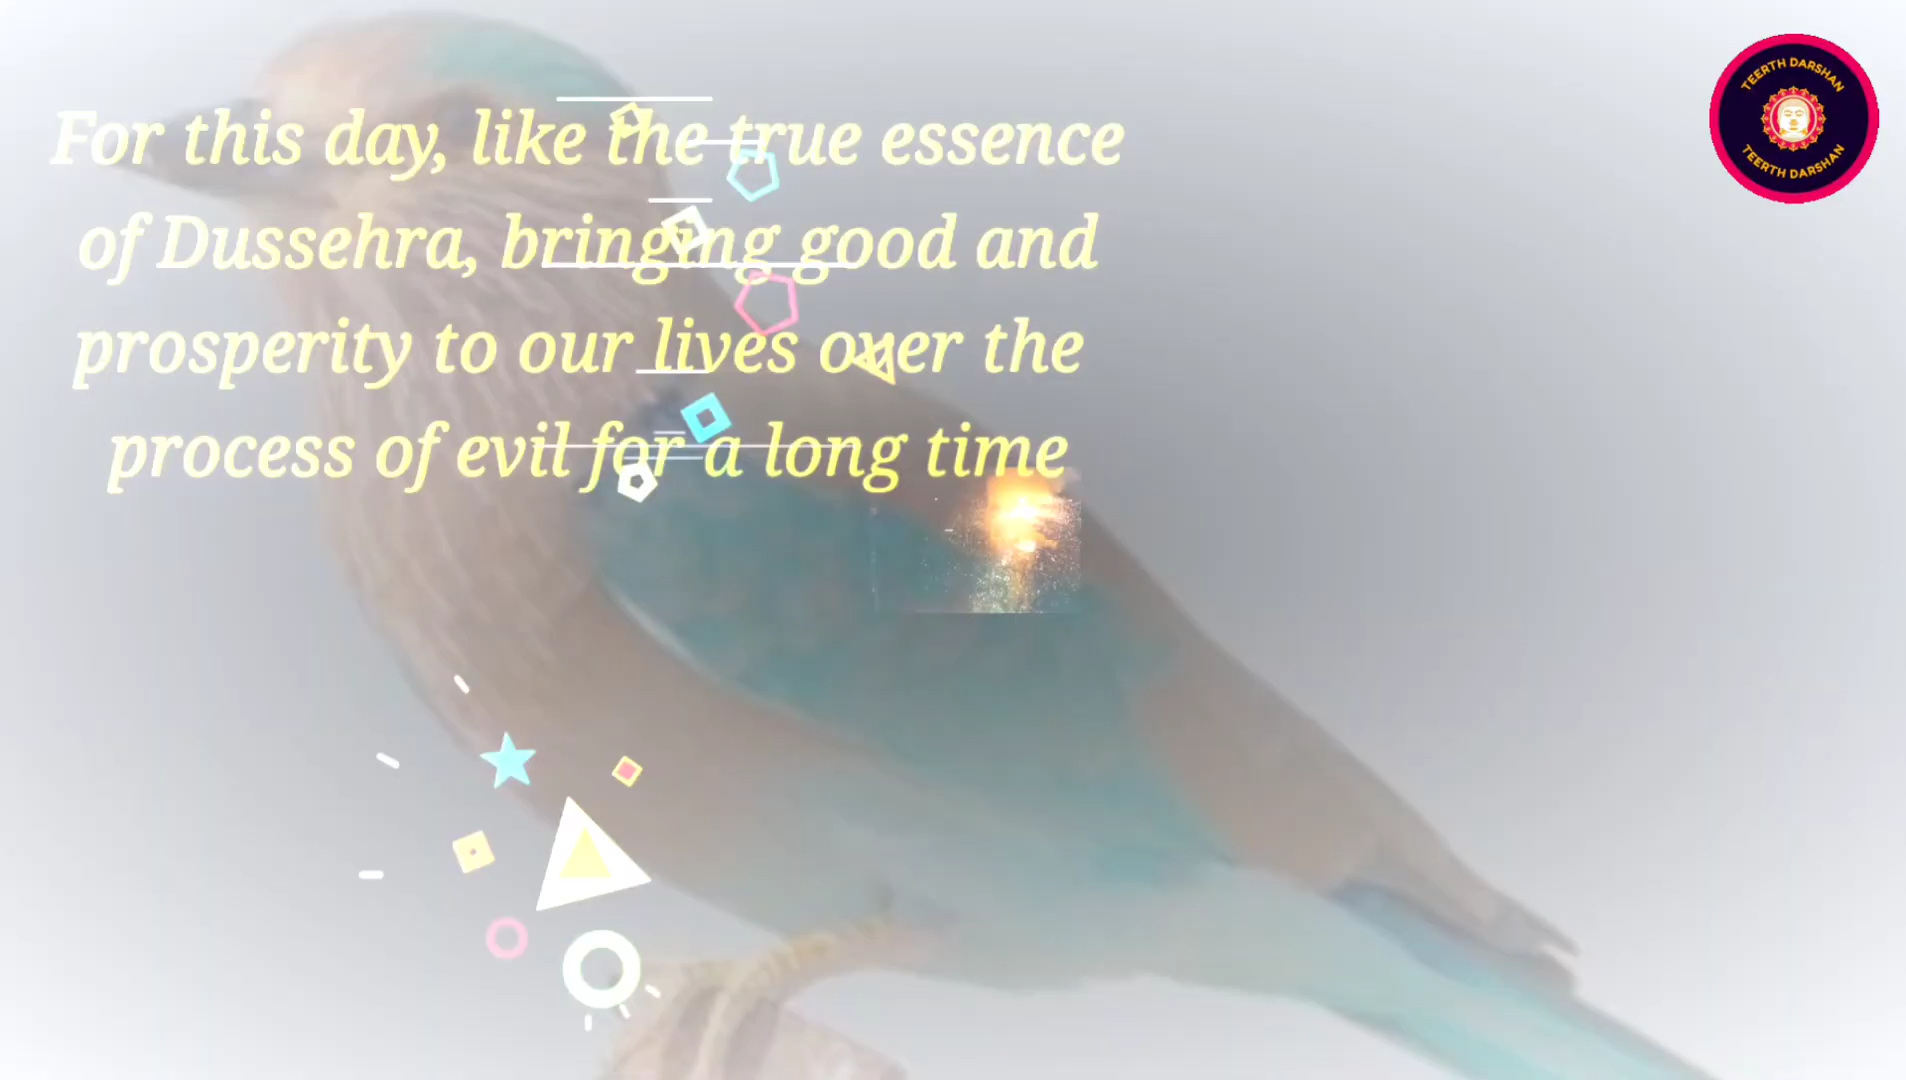 For this day, like the true essence
of Dussehra, bringing good and
prosperity to our lives over the
process of evil for a long time
TEERTH DARSHAN
TEERTH DARSHAN